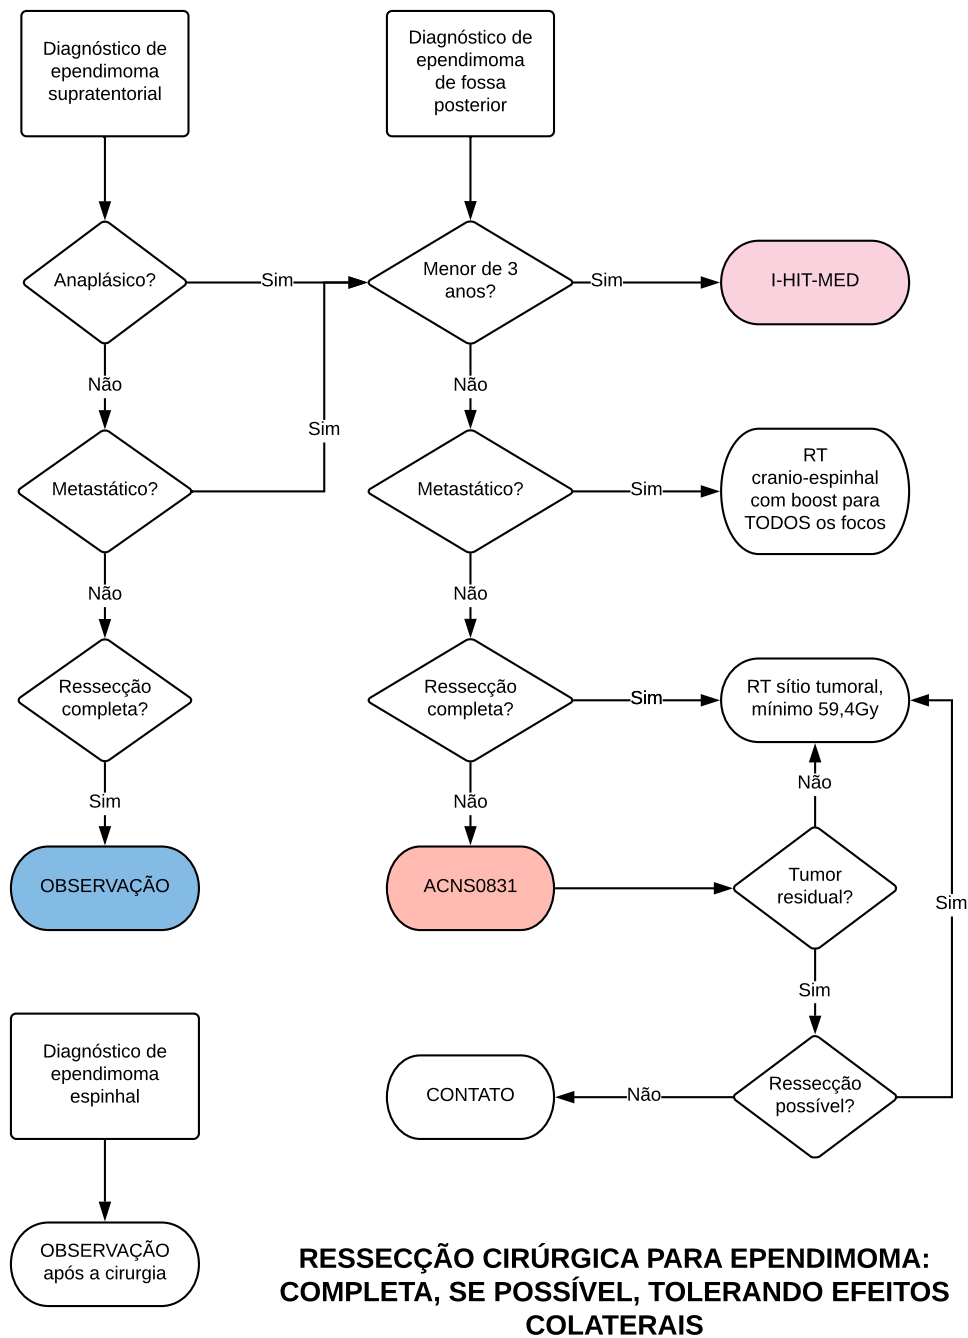 Diagnóstico de
ependimoma
supratentorial
Diagnóstico de
ependimoma
de fossa
posterior
Anaplásico?
Sim
Menor de 3
anos?
Sim
I-HIT-MED
Não
Não
Sim
Metastático?
Metastático?
Sim
RT
cranio-espinhal
com boost para
TODOS os focos
Não
Não
Ressecção
completa?
Ressecção
completa?
Sim
RT sítio tumoral,
mínimo 59,4Gy
Sim
Não
Não
OBSERVAÇÃO
ACNS0831
Tumor
residual?
Sim
Sim
Diagnóstico de
ependimoma
espinhal
CONTATO
Não
Ressecção
possível?
OBSERVAÇÃO
após a cirurgia
RESSECÇÃO CIRÚRGICA PARA EPENDIMOMA:
COMPLETA, SE POSSÍVEL, TOLERANDO EFEITOS
COLATERAIS